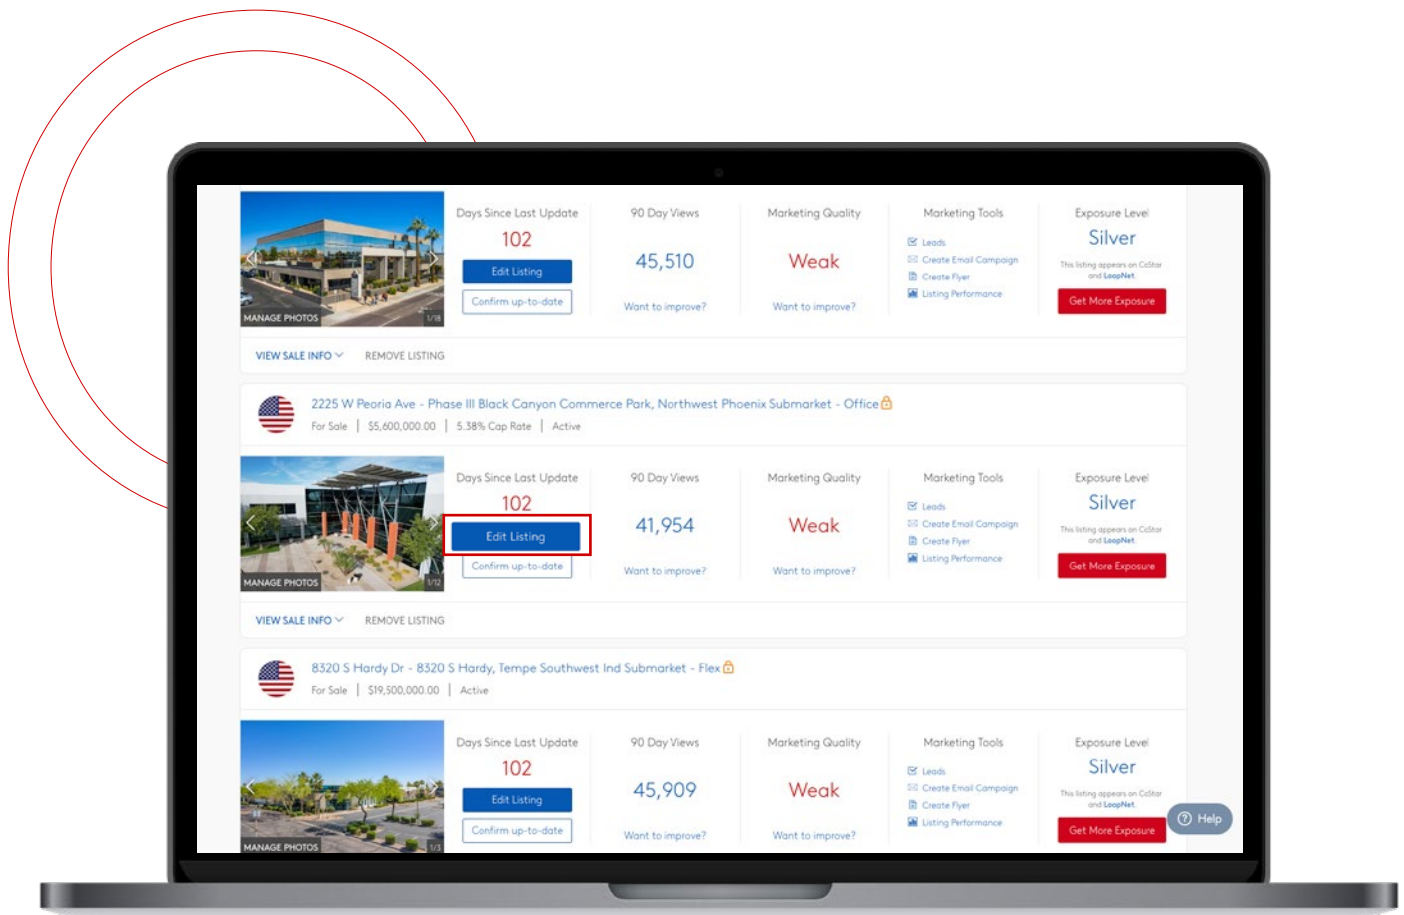 Days Since Last Update
102
Edit Listing
Confirm up-to-date
90 Day Views
45,510
Want to improve?
Marketing Quality
Weak
Want to improve?
Marketing Tools
Leads
Create Email Campaign
Create Flyer
Listing Performance
Exposure Level
Silver
This listing appears on CoStar
and LoopNet.
Get More Exposure
MANAGE PHOTOS
1/18
VIEW SALE INFO
REMOVE LISTING
2225 W Peoria Ave - Phase III Black Canyon Commerce Park, Northwest Phoenix Submarket - Office
For Sale | $5,600,000.00 | 5.38% Cap Rate | Active
Days Since Last Update
102
Edit Listing
Confirm up-to-date
90 Day Views
41,954
Want to improve?
Marketing Quality
Weak
Want to improve?
Marketing Tools
Leads
Create Email Campaign
Create Flyer
Listing Performance
Exposure Level
Silver
This listing appears on CoStar
and LoopNet.
Get More Exposure
MANAGE PHOTOS
1/12
VIEW SALE INFO
REMOVE LISTING
8320 S Hardy Dr - 8320 S Hardy, Tempe Southwest Ind Submarket - Flex
For Sale | $19,500,000.00 | Active
Days Since Last Update
102
Edit Listing
Confirm up-to-date
90 Day Views
45,909
Want to improve?
Marketing Quality
Weak
Want to improve?
Marketing Tools
Leads
Create Email Campaign
Create Flyer
Listing Performance
Exposure Level
Silver
This listing appears on CoStar
and LoopNet.
Get More Exposure
MANAGE PHOTOS
1/3
Help